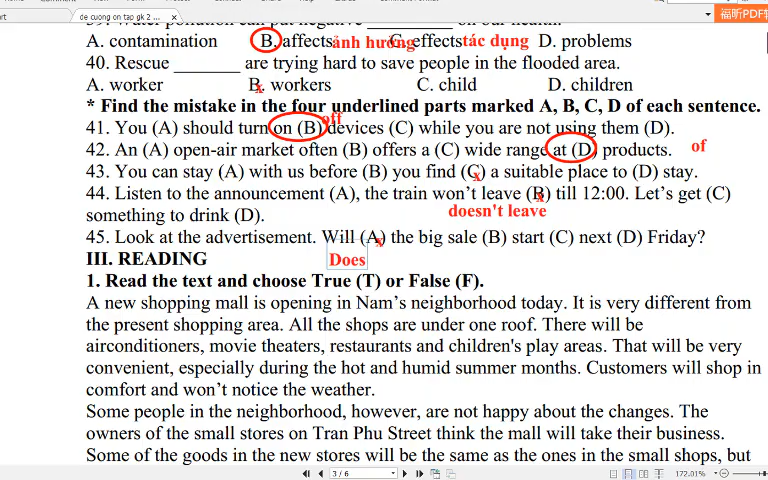 de cuong on tap gk 2
福昕PDF
A. contamination B. affects ảnh hưởng C. effects tác dụng D. problems
40. Rescue _______ are trying hard to save people in the flooded area.
A. worker B. workers C. child D. children
x
* Find the mistake in the four underlined parts marked A, B, C, D of each sentence.
off
41. You (A) should turn on (B) devices (C) while you are not using them (D).
42. An (A) open-air market often (B) offers a (C) wide range at (D) products. of
43. You can stay (A) with us before (B) you find (C) a suitable place to (D) stay.
x
44. Listen to the announcement (A), the train won't leave (B) till 12:00. Let's get (C)
x
something to drink (D). doesn't leave
45. Look at the advertisement. Will (A) the big sale (B) start (C) next (D) Friday?
x
III. READING Does
1. Read the text and choose True (T) or False (F).
A new shopping mall is opening in Nam's neighborhood today. It is very different from
the present shopping area. All the shops are under one roof. There will be
airconditioners, movie theaters, restaurants and children's play areas. That will be very
convenient, especially during the hot and humid summer months. Customers will shop in
comfort and won't notice the weather.
Some people in the neighborhood, however, are not happy about the changes. The
owners of the small stores on Tran Phu Street think the mall will take their business.
Some of the goods in the new stores will be the same as the ones in the small shops, but
3 / 6 172.01%